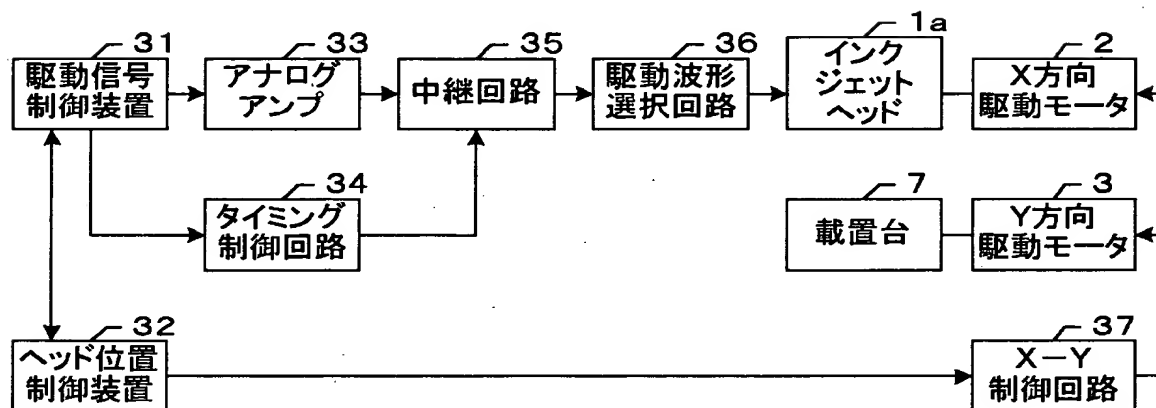 31
駆動信号
制御装置
33
アナログ
アンプ
35
中継回路
36
駆動波形
選択回路
1a
インク
ジェット
ヘッド
2
X方向
駆動モータ
34
タイミング
制御回路
7
載置台
3
Y方向
駆動モータ
32
ヘッド位置
制御装置
37
X-Y
制御回路